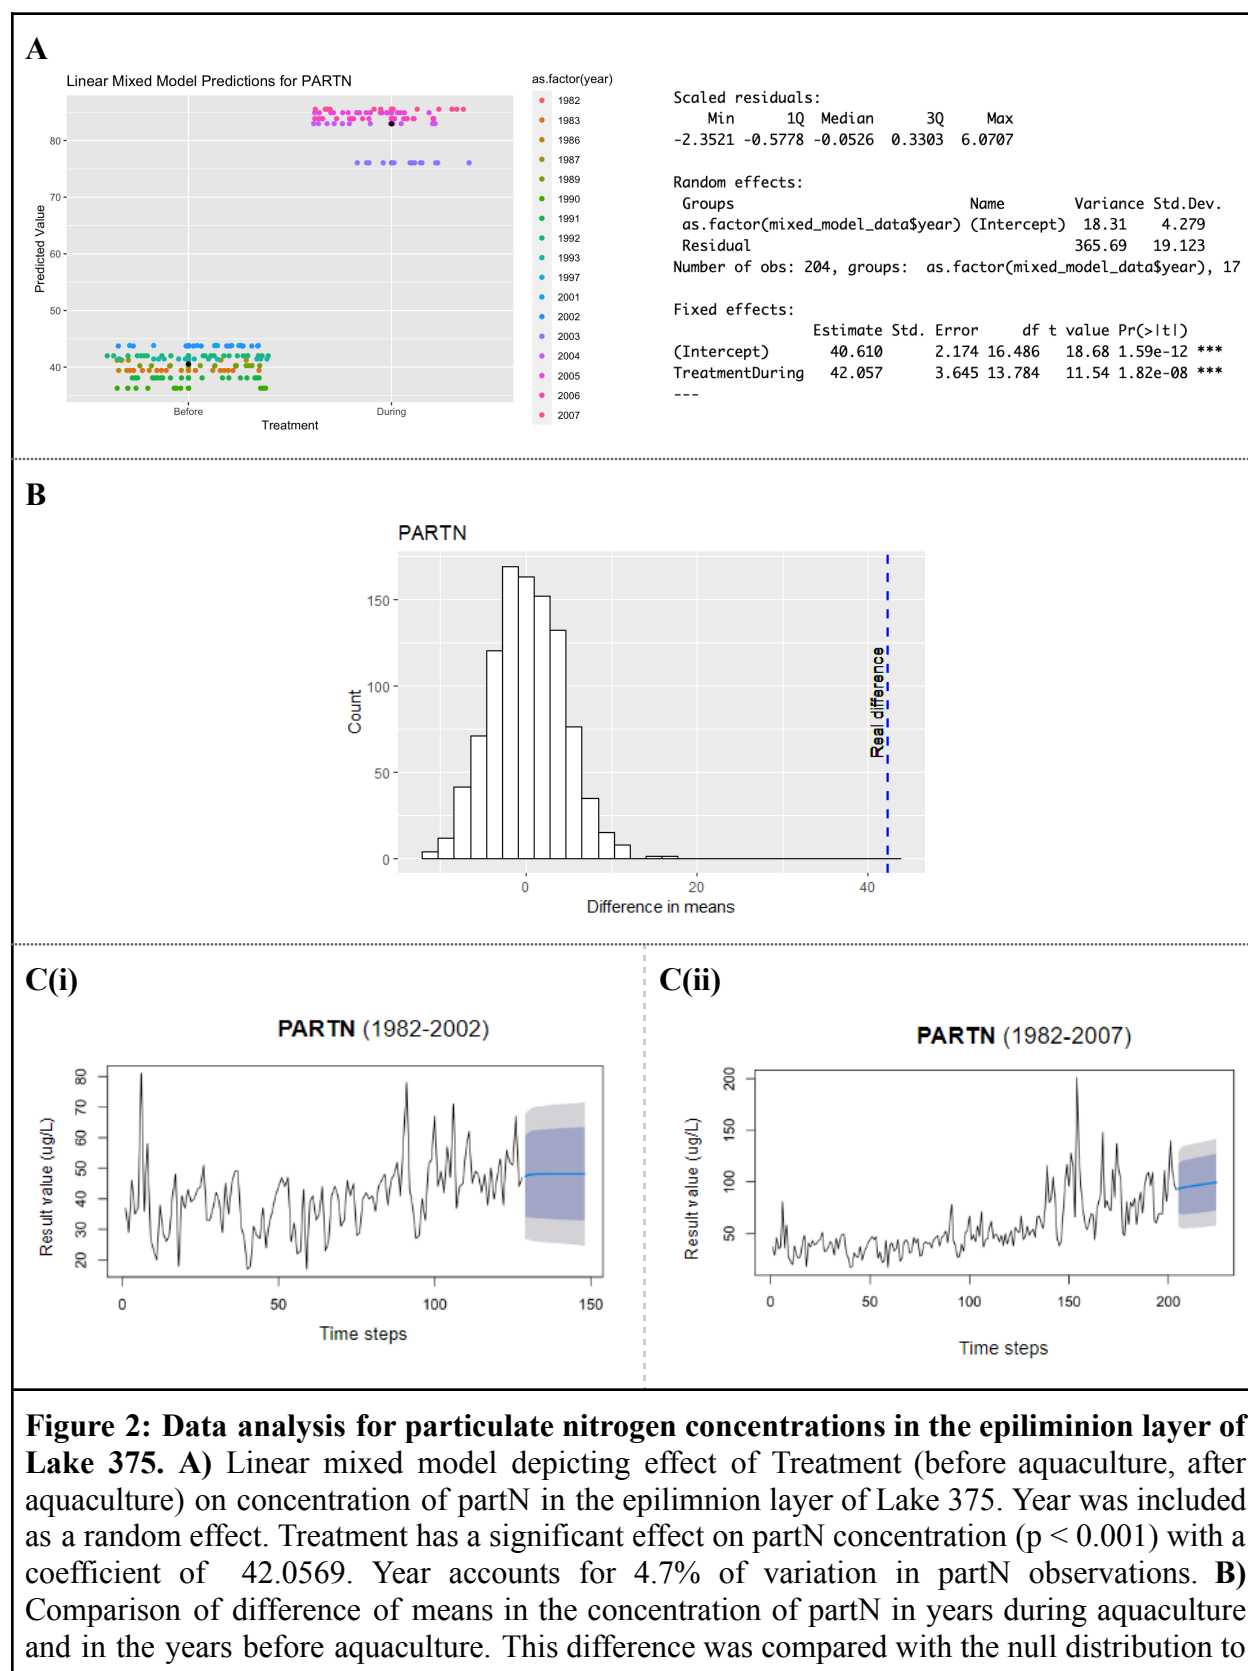 A
Linear Mixed Model Predictions for PARTN
Predicted Value
80
70
60
50
40
Before
During
Treatment
as.factor(year)
1982
1983
1986
1987
1989
1990
1991
1992
1993
1997
2001
2002
2003
2004
2005
2006
2007
Scaled residuals:
Min 1Q Median 3Q Max
-2.3521 -0.5778 -0.0526 0.3303 6.0707
Random effects:
Groups Name Variance Std.Dev.
as.factor(mixed_model_data$year) (Intercept) 18.31 4.279
Residual 365.69 19.123
Number of obs: 204, groups: as.factor(mixed_model_data$year), 17
Fixed effects:
Estimate Std. Error df t value Pr(>|t|)
(Intercept) 40.610 2.174 16.486 18.68 1.59e-12 ***
TreatmentDuring 42.057 3.645 13.784 11.54 1.82e-08 ***
---
B
PARTN
Count
150
100
50
0
Real difference
0 20 40
Difference in means
C(i)
PARTN (1982-2002)
Result value (ug/L)
80
70
60
50
40
30
20
0 50 100 150
Time steps
C(ii)
PARTN (1982-2007)
Result value (ug/L)
200
150
100
50
0 50 100 150 200
Time steps
Figure 2: Data analysis for particulate nitrogen concentrations in the epiliminion layer of
Lake 375. A) Linear mixed model depicting effect of Treatment (before aquaculture, after
aquaculture) on concentration of partN in the epilimnion layer of Lake 375. Year was included
as a random effect. Treatment has a significant effect on partN concentration (p < 0.001) with a
coefficient of 42.0569. Year accounts for 4.7% of variation in partN observations. B)
Comparison of difference of means in the concentration of partN in years during aquaculture
and in the years before aquaculture. This difference was compared with the null distribution to